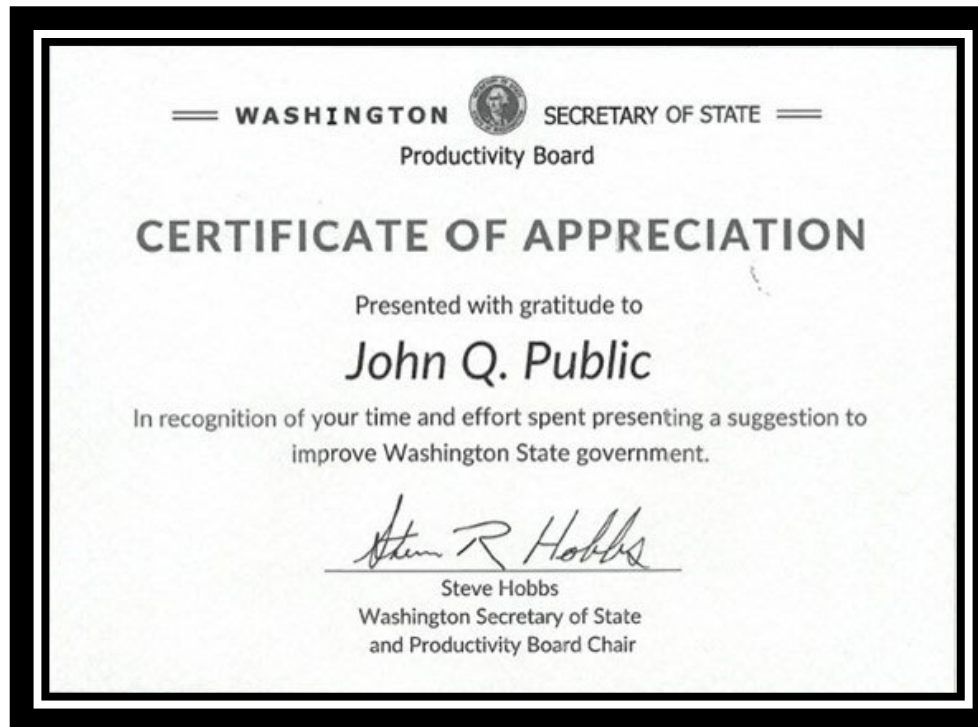 WASHINGTON SECRETARY OF STATE
Productivity Board
CERTIFICATE OF APPRECIATION
Presented with gratitude to
John Q. Public
In recognition of your time and effort spent presenting a suggestion to
improve Washington State government.
Steve R Hobbs
Steve Hobbs
Washington Secretary of State
and Productivity Board Chair